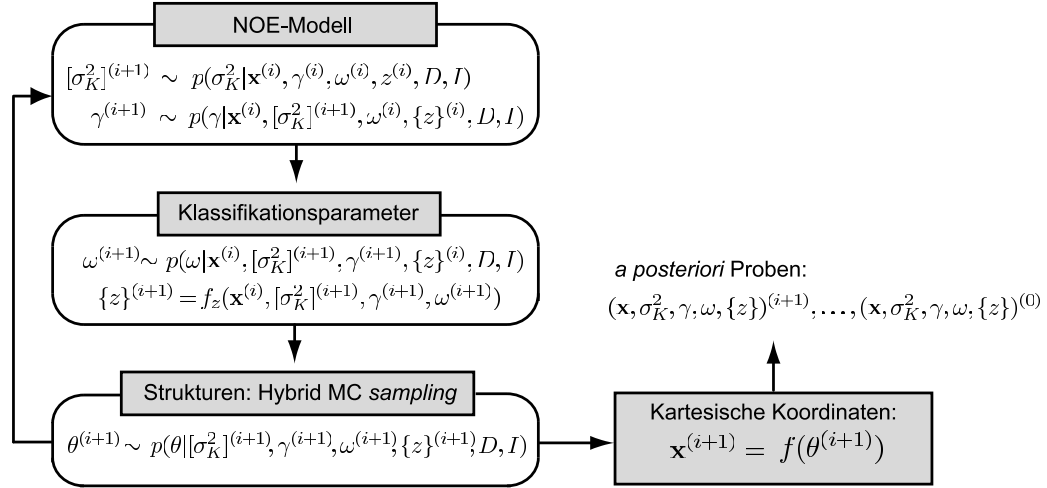 NOE-Modell
[σ²_K]^(i+1) ∼ p(σ²_K|x^(i), γ^(i), ω^(i), z^(i), D, I)
γ^(i+1) ∼ p(γ|x^(i), [σ²_K]^(i+1), ω^(i), {z}^(i), D, I)
Klassifikationsparameter
ω^(i+1) ∼ p(ω|x^(i), [σ²_K]^(i+1), γ^(i+1), {z}^(i), D, I)
{z}^(i+1) = f_z(x^(i), [σ²_K]^(i+1), γ^(i+1), ω^(i+1))
Strukturen: Hybrid MC sampling
θ^(i+1) ∼ p(θ|[σ²_K]^(i+1), γ^(i+1), ω^(i+1), {z}^(i+1), D, I)
Kartesische Koordinaten:
x^(i+1) = f(θ^(i+1))
a posteriori Proben:
(x, σ²_K, γ, ω, {z})^(i+1), ..., (x, σ²_K, γ, ω, {z})^(0)